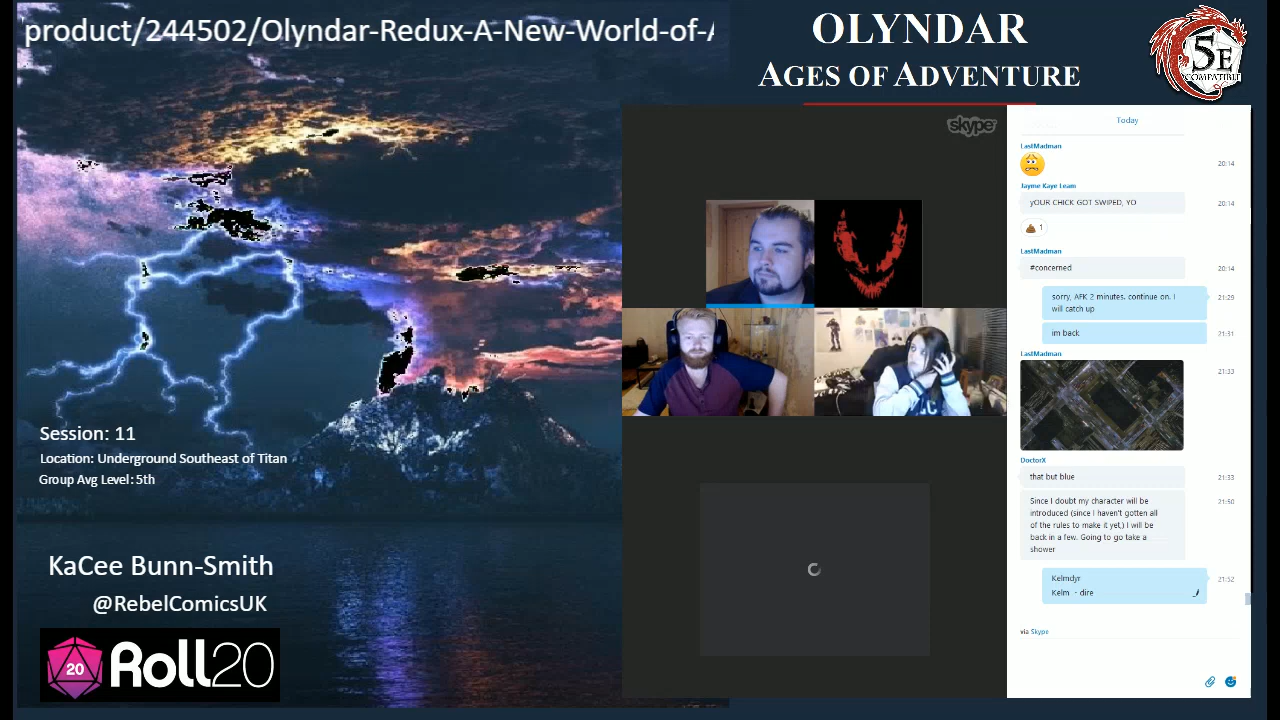 product/244502/Olyndar-Redux-A-New-World-of-A
OLYNDAR
AGES OF ADVENTURE
5E
COMPATIBLE
skype
Today
LastMadman
20:14
Jayme Kaye Leam
yOUR CHICK GOT SWIPED, YO
20:14
1
LastMadman
#concerned
20:14
sorry, AFK 2 minutes. continue on. I
will catch up
21:29
im back
21:31
LastMadman
21:33
DoctorX
that but blue
21:33
Since I doubt my character will be
introduced (since I haven't gotten all
of the rules to make it yet,) I will be
back in a few. Going to go take a
shower
21:50
Kelmdyr
Kelm - dire
21:52
via Skype
Session: 11
Location: Underground Southeast of Titan
Group Avg Level: 5th
KaCee Bunn-Smith
@RebelComicsUK
20
Roll20